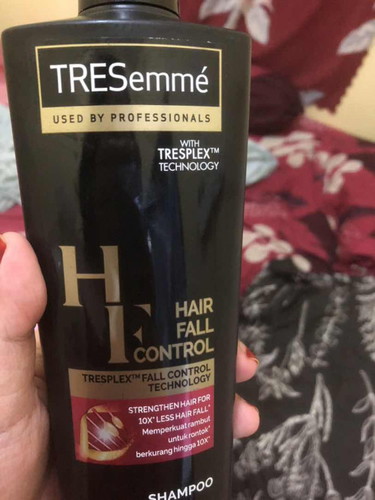 TRESemmé
USED BY PROFESSIONALS
WITH
TRESPLEX™
TECHNOLOGY
HF
HAIR
FALL
CONTROL
TRESPLEX™ FALL CONTROL
TECHNOLOGY
STRENGTHEN HAIR FOR
10X* LESS HAIR FALL*
Memperkuat rambut
untuk rontok*
berkurang hingga 10X*
SHAMPOO